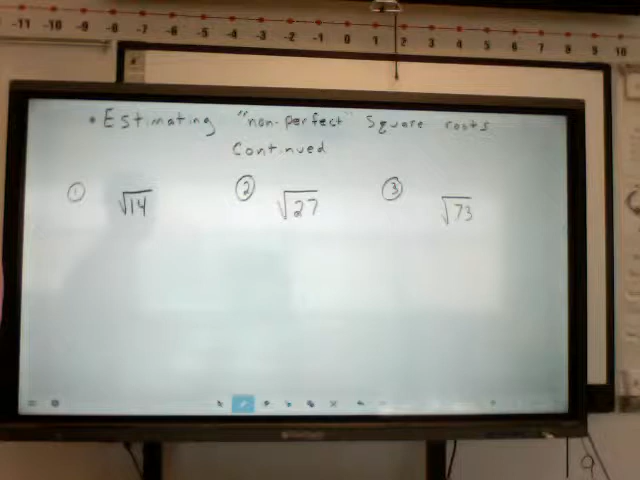 -11 -10 -9 -8 -7 -6 -5 -4 -3 -2 -1 0 1 2 3 4 5 6 7 8 9 10
• Estimating "non-perfect" Square roots
Continued
① √14 ② √27 ③ √73